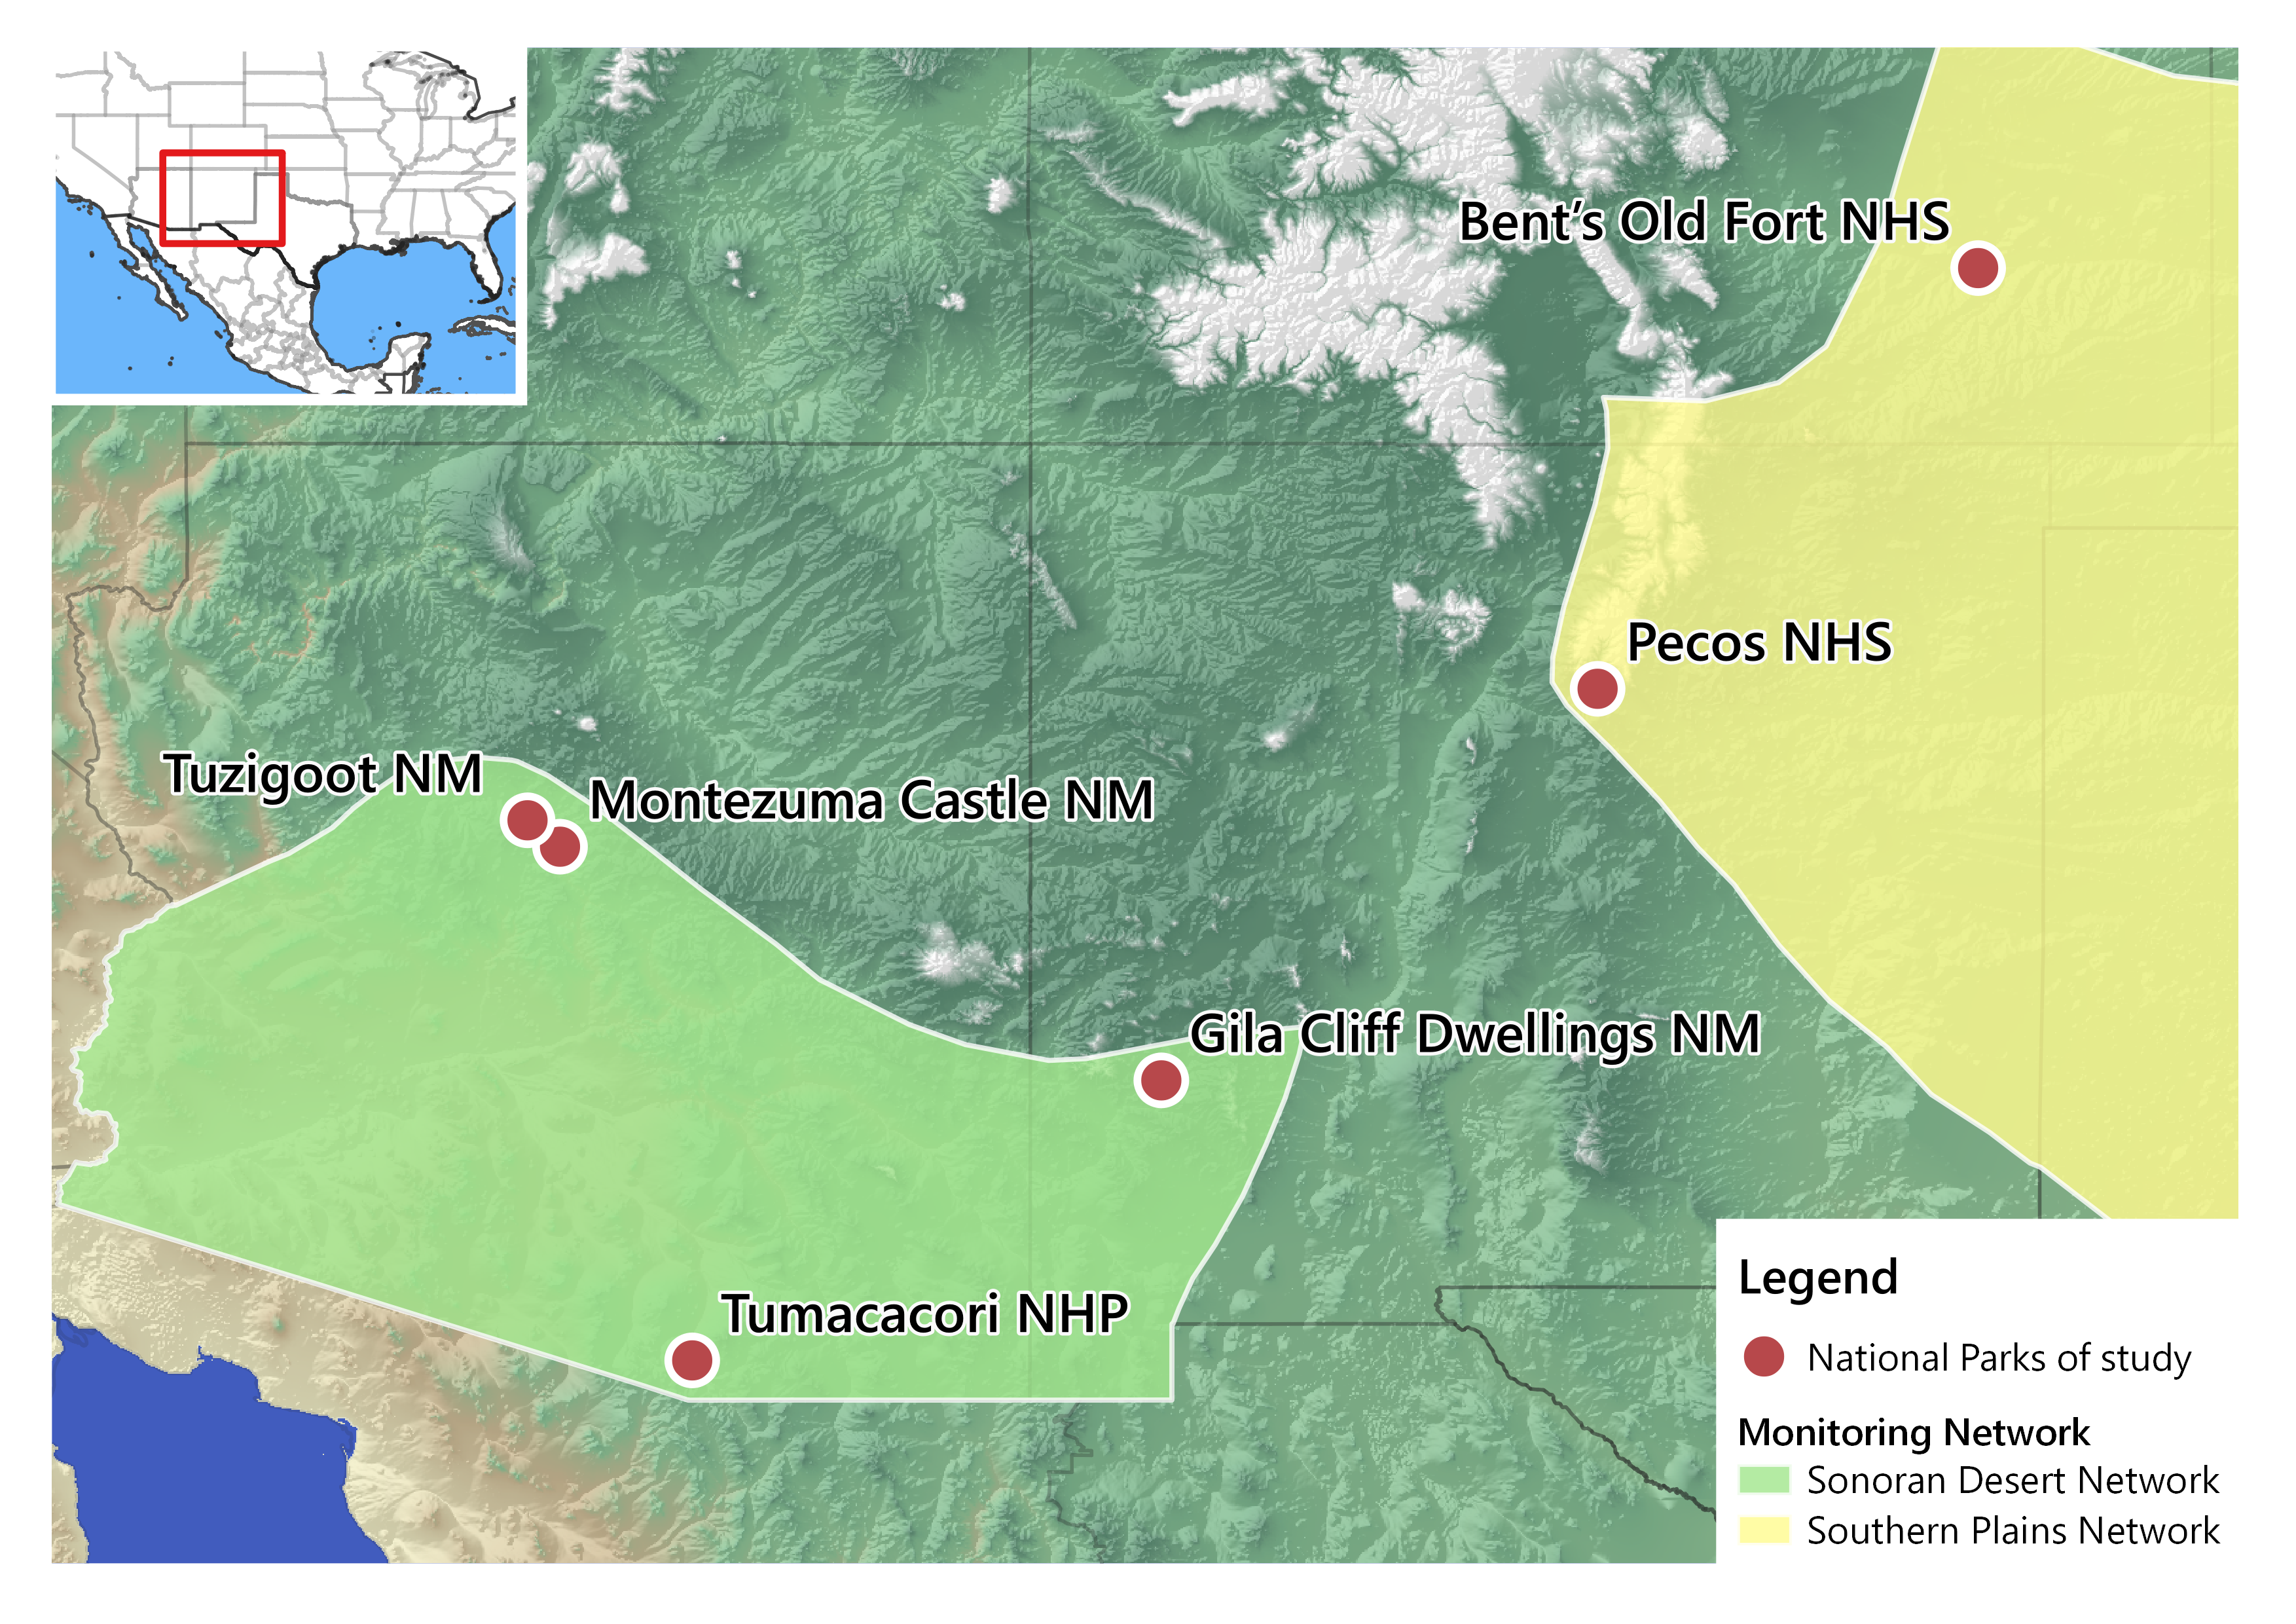 Bent’s Old Fort NHS
Pecos NHS
Tuzigoot NM
Montezuma Castle NM
Gila Cliff Dwellings NM
Tumacacori NHP
Legend
National Parks of study
Monitoring Network
Sonoran Desert Network
Southern Plains Network